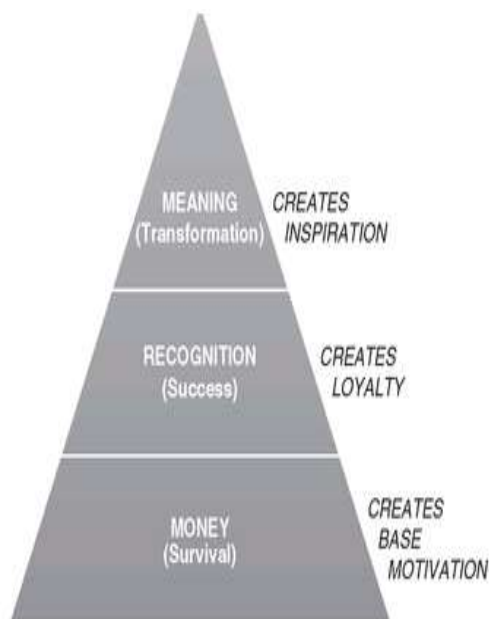 MEANING
(Transformation)
CREATES
INSPIRATION
RECOGNITION
(Success)
CREATES
LOYALTY
MONEY
(Survival)
CREATES
BASE
MOTIVATION